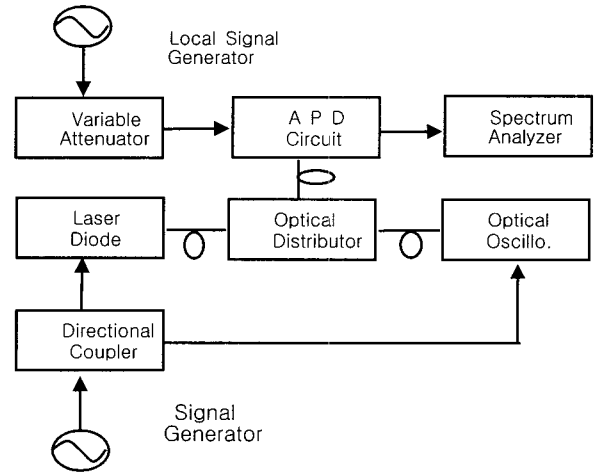 Local Signal
Generator
Variable
Attenuator
A P D
Circuit
Spectrum
Analyzer
Laser
Diode
Optical
Distributor
Optical
Oscillo.
Directional
Coupler
Signal
Generator